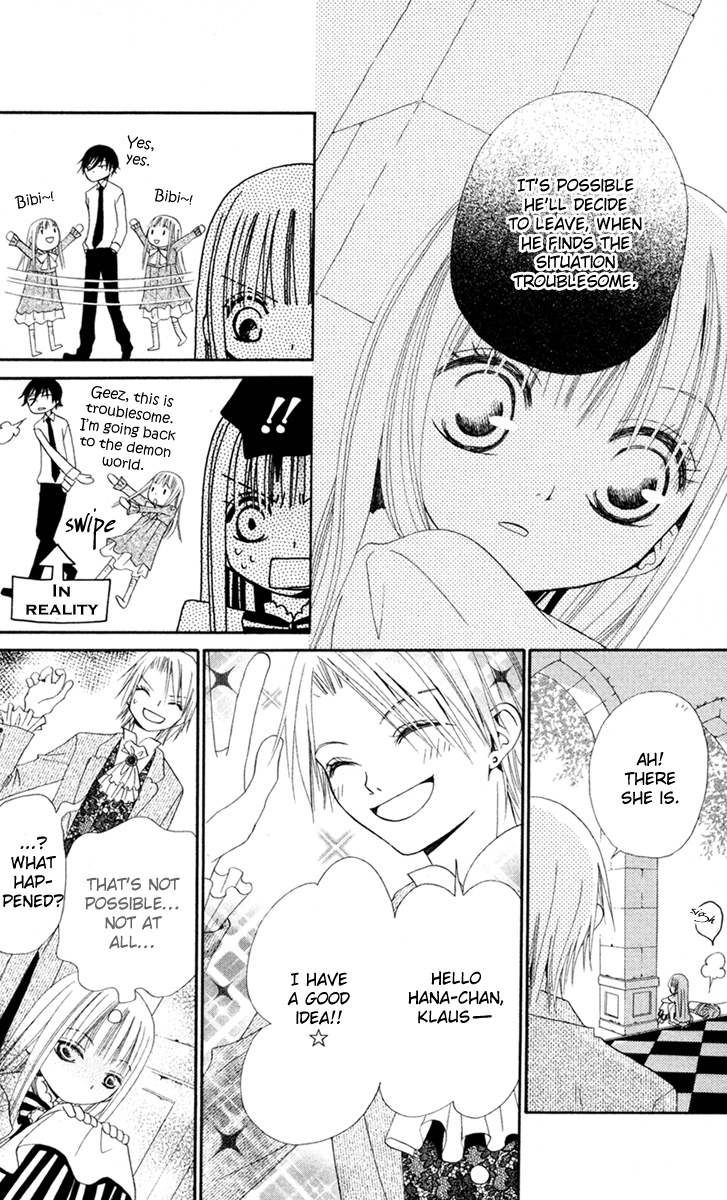 IT'S POSSIBLE
HE'LL DECIDE
TO LEAVE, WHEN
HE FINDS THE
SITUATION
TROUBLESOME.
Yes,
yes.
Bibi~!
Bibi~!
Geez, this is
troublesome.
I'm going back
to the demon
world.
!!
swipe
IN
REALITY
AH!
THERE
SHE IS.
sigh
HELLO
HANA-CHAN,
KLAUS—
I HAVE
A GOOD
IDEA!!
☆
...?
WHAT
HAP-
PENED?
THAT'S NOT
POSSIBLE...
NOT AT
ALL...